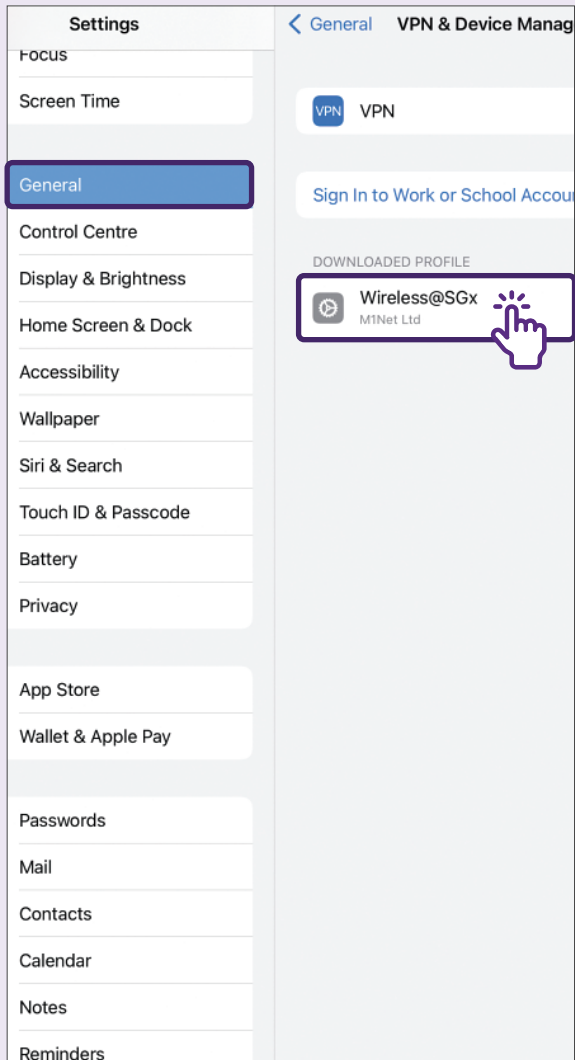 Settings
Focus
Screen Time
General
Control Centre
Display & Brightness
Home Screen & Dock
Accessibility
Wallpaper
Siri & Search
Touch ID & Passcode
Battery
Privacy
App Store
Wallet & Apple Pay
Passwords
Mail
Contacts
Calendar
Notes
Reminders
General VPN & Device Manag
VPN VPN
Sign In to Work or School Accou
DOWNLOADED PROFILE
Wireless@SGx
M1Net Ltd